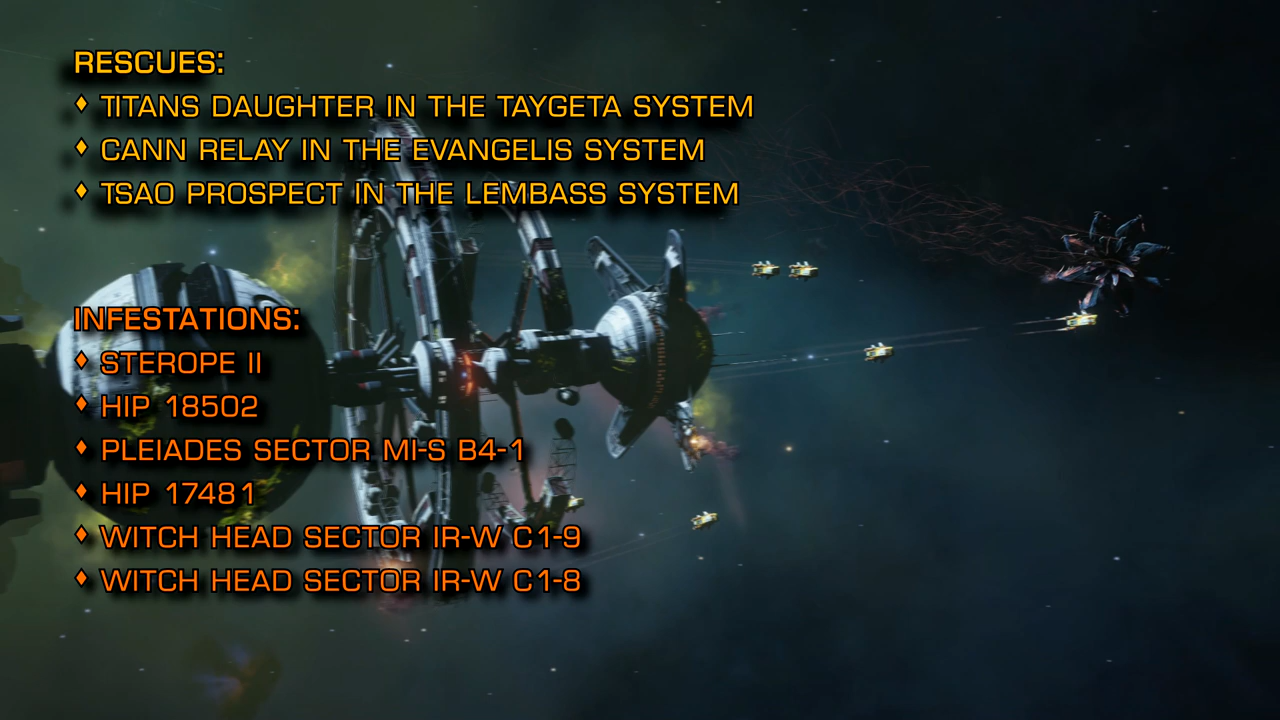 RESCUES:
♦ TITANS DAUGHTER IN THE TAYGETA SYSTEM
♦ CANN RELAY IN THE EVANGELIS SYSTEM
♦ TSAO PROSPECT IN THE LEMBASS SYSTEM
INFESTATIONS:
♦ STEROPE II
♦ HIP 18502
♦ PLEIADES SECTOR MI-S B4-1
♦ HIP 17481
♦ WITCH HEAD SECTOR IR-W C1-9
♦ WITCH HEAD SECTOR IR-W C1-8